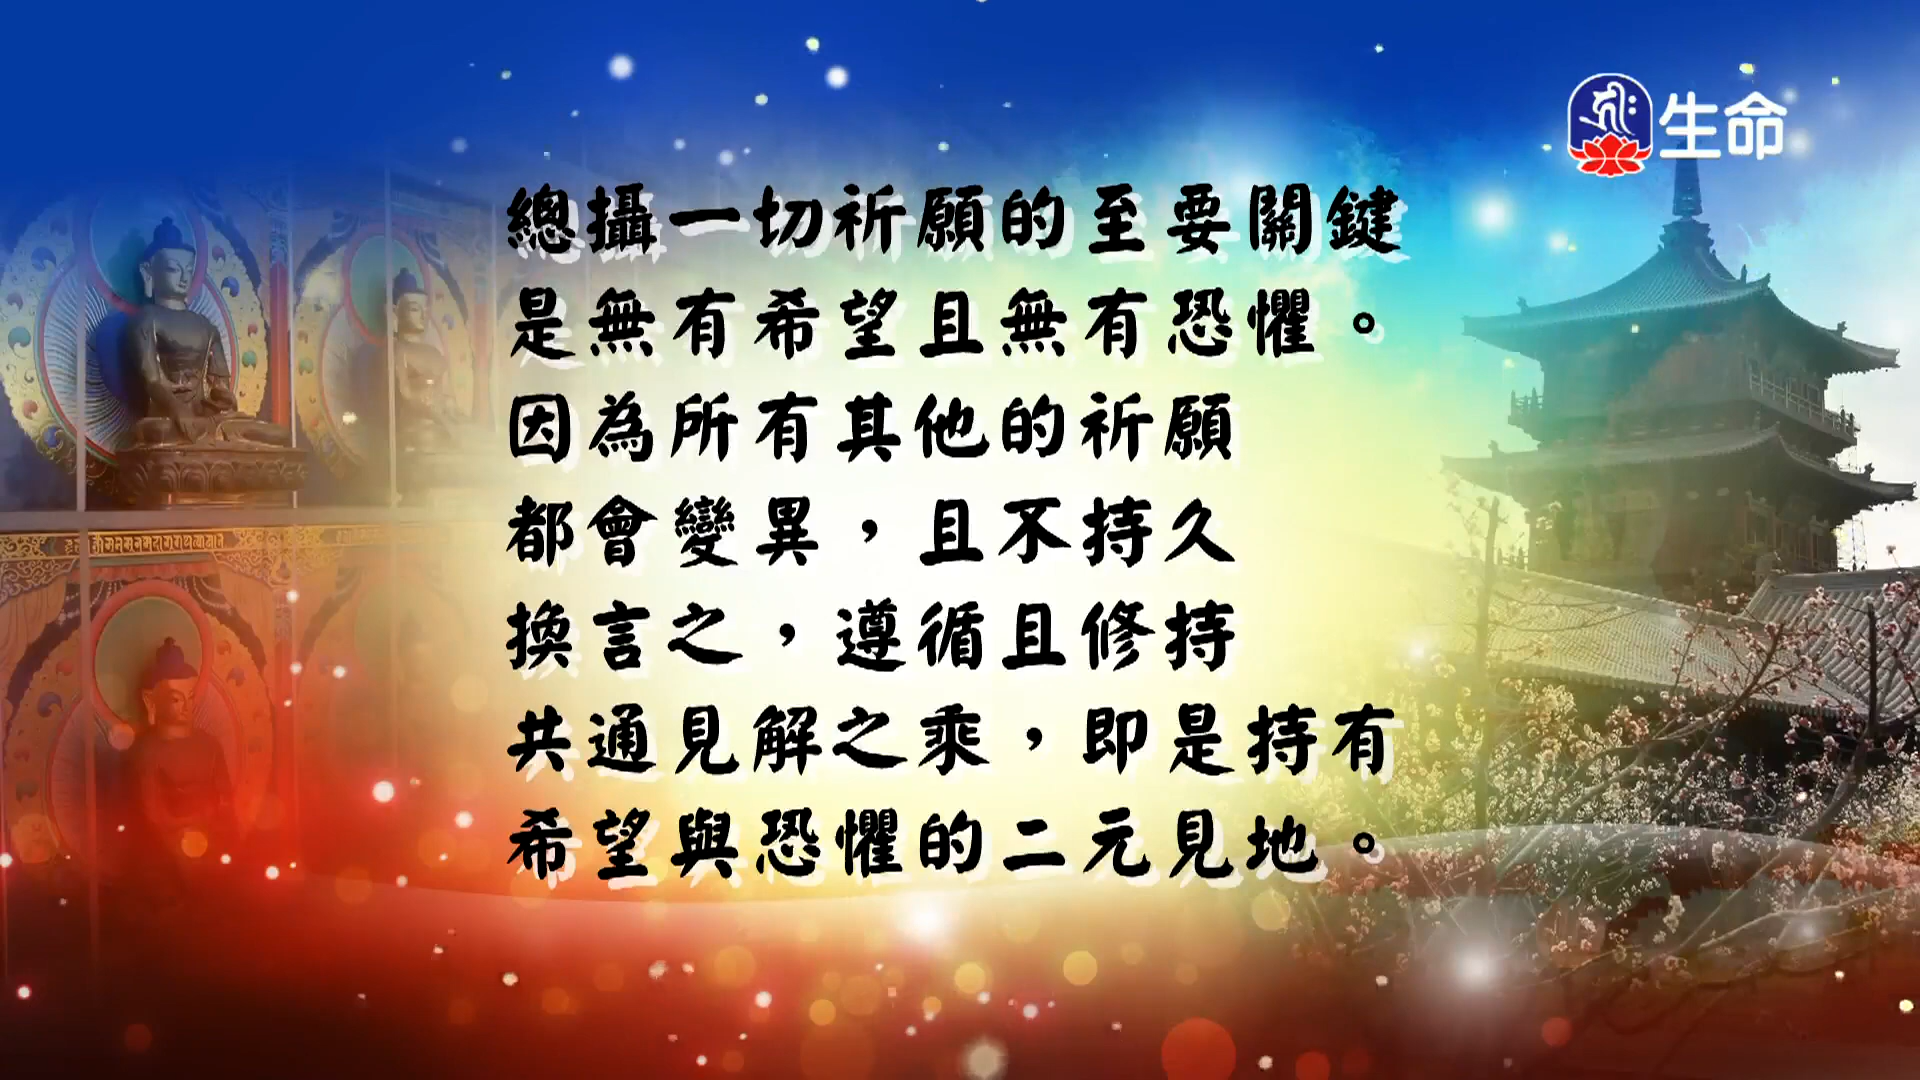 生命
總攝一切祈願的至要關鍵
是無有希望且無有恐懼。
因為所有其他的祈願
都會變異，且不持久
換言之，遵循且修持
共通見解之乘，即是持有
希望與恐懼的二元見地。